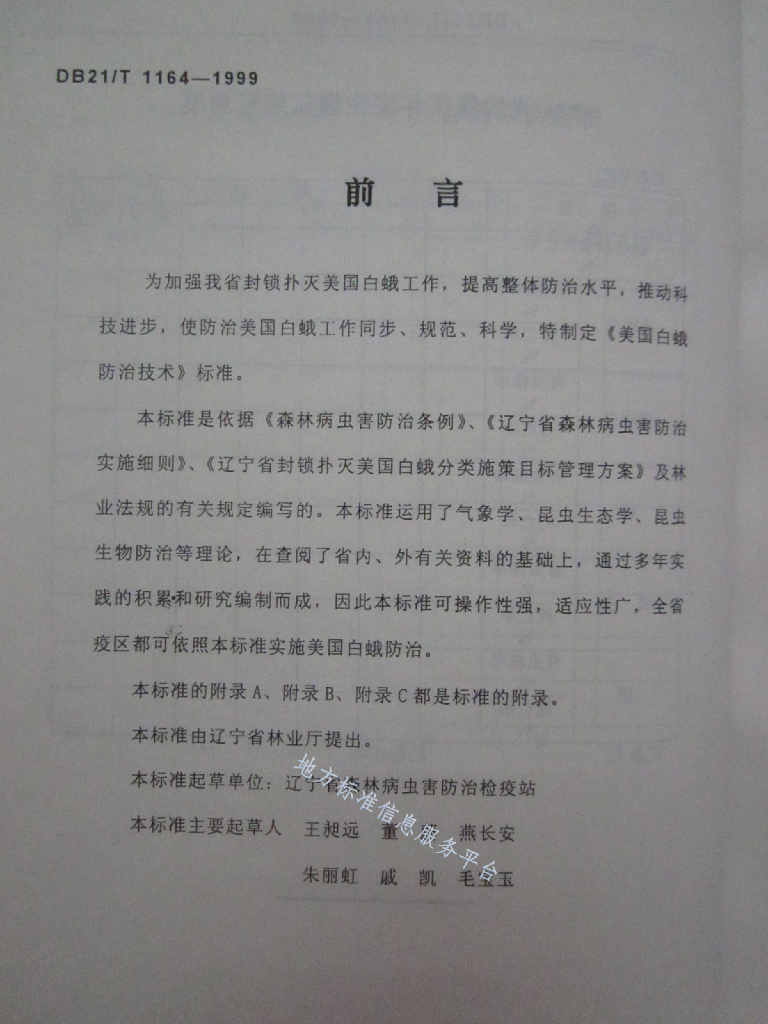 DB21/T 1164—1999
前 言
为加强我省封锁扑灭美国白蛾工作，提高整体防治水平，推动科
技进步，使防治美国白蛾工作同步、规范、科学，特制定《美国白蛾
防治技术》标准。
本标准是依据《森林病虫害防治条例》、《辽宁省森林病虫害防治
实施细则》、《辽宁省封锁扑灭美国白蛾分类施策目标管理方案》及林
业法规的有关规定编写的。本标准运用了气象学、昆虫生态学、昆虫
生物防治等理论，在查阅了省内、外有关资料的基础上，通过多年实
践的积累和研究编制而成，因此本标准可操作性强，适应性广，全省
疫区都可依照本标准实施美国白蛾防治。
本标准的附录 A、附录 B、附录 C 都是标准的附录。
本标准由辽宁省林业厅提出。
本标准起草单位：辽宁省森林病虫害防治检疫站
本标准主要起草人 王昶远 董 燕长安
朱丽虹 戚 凯 毛宝玉
地方标准信息服务平台